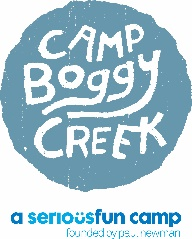 CAMP
BOGGY
CREEK
a seriousfun camp
founded by paul newman